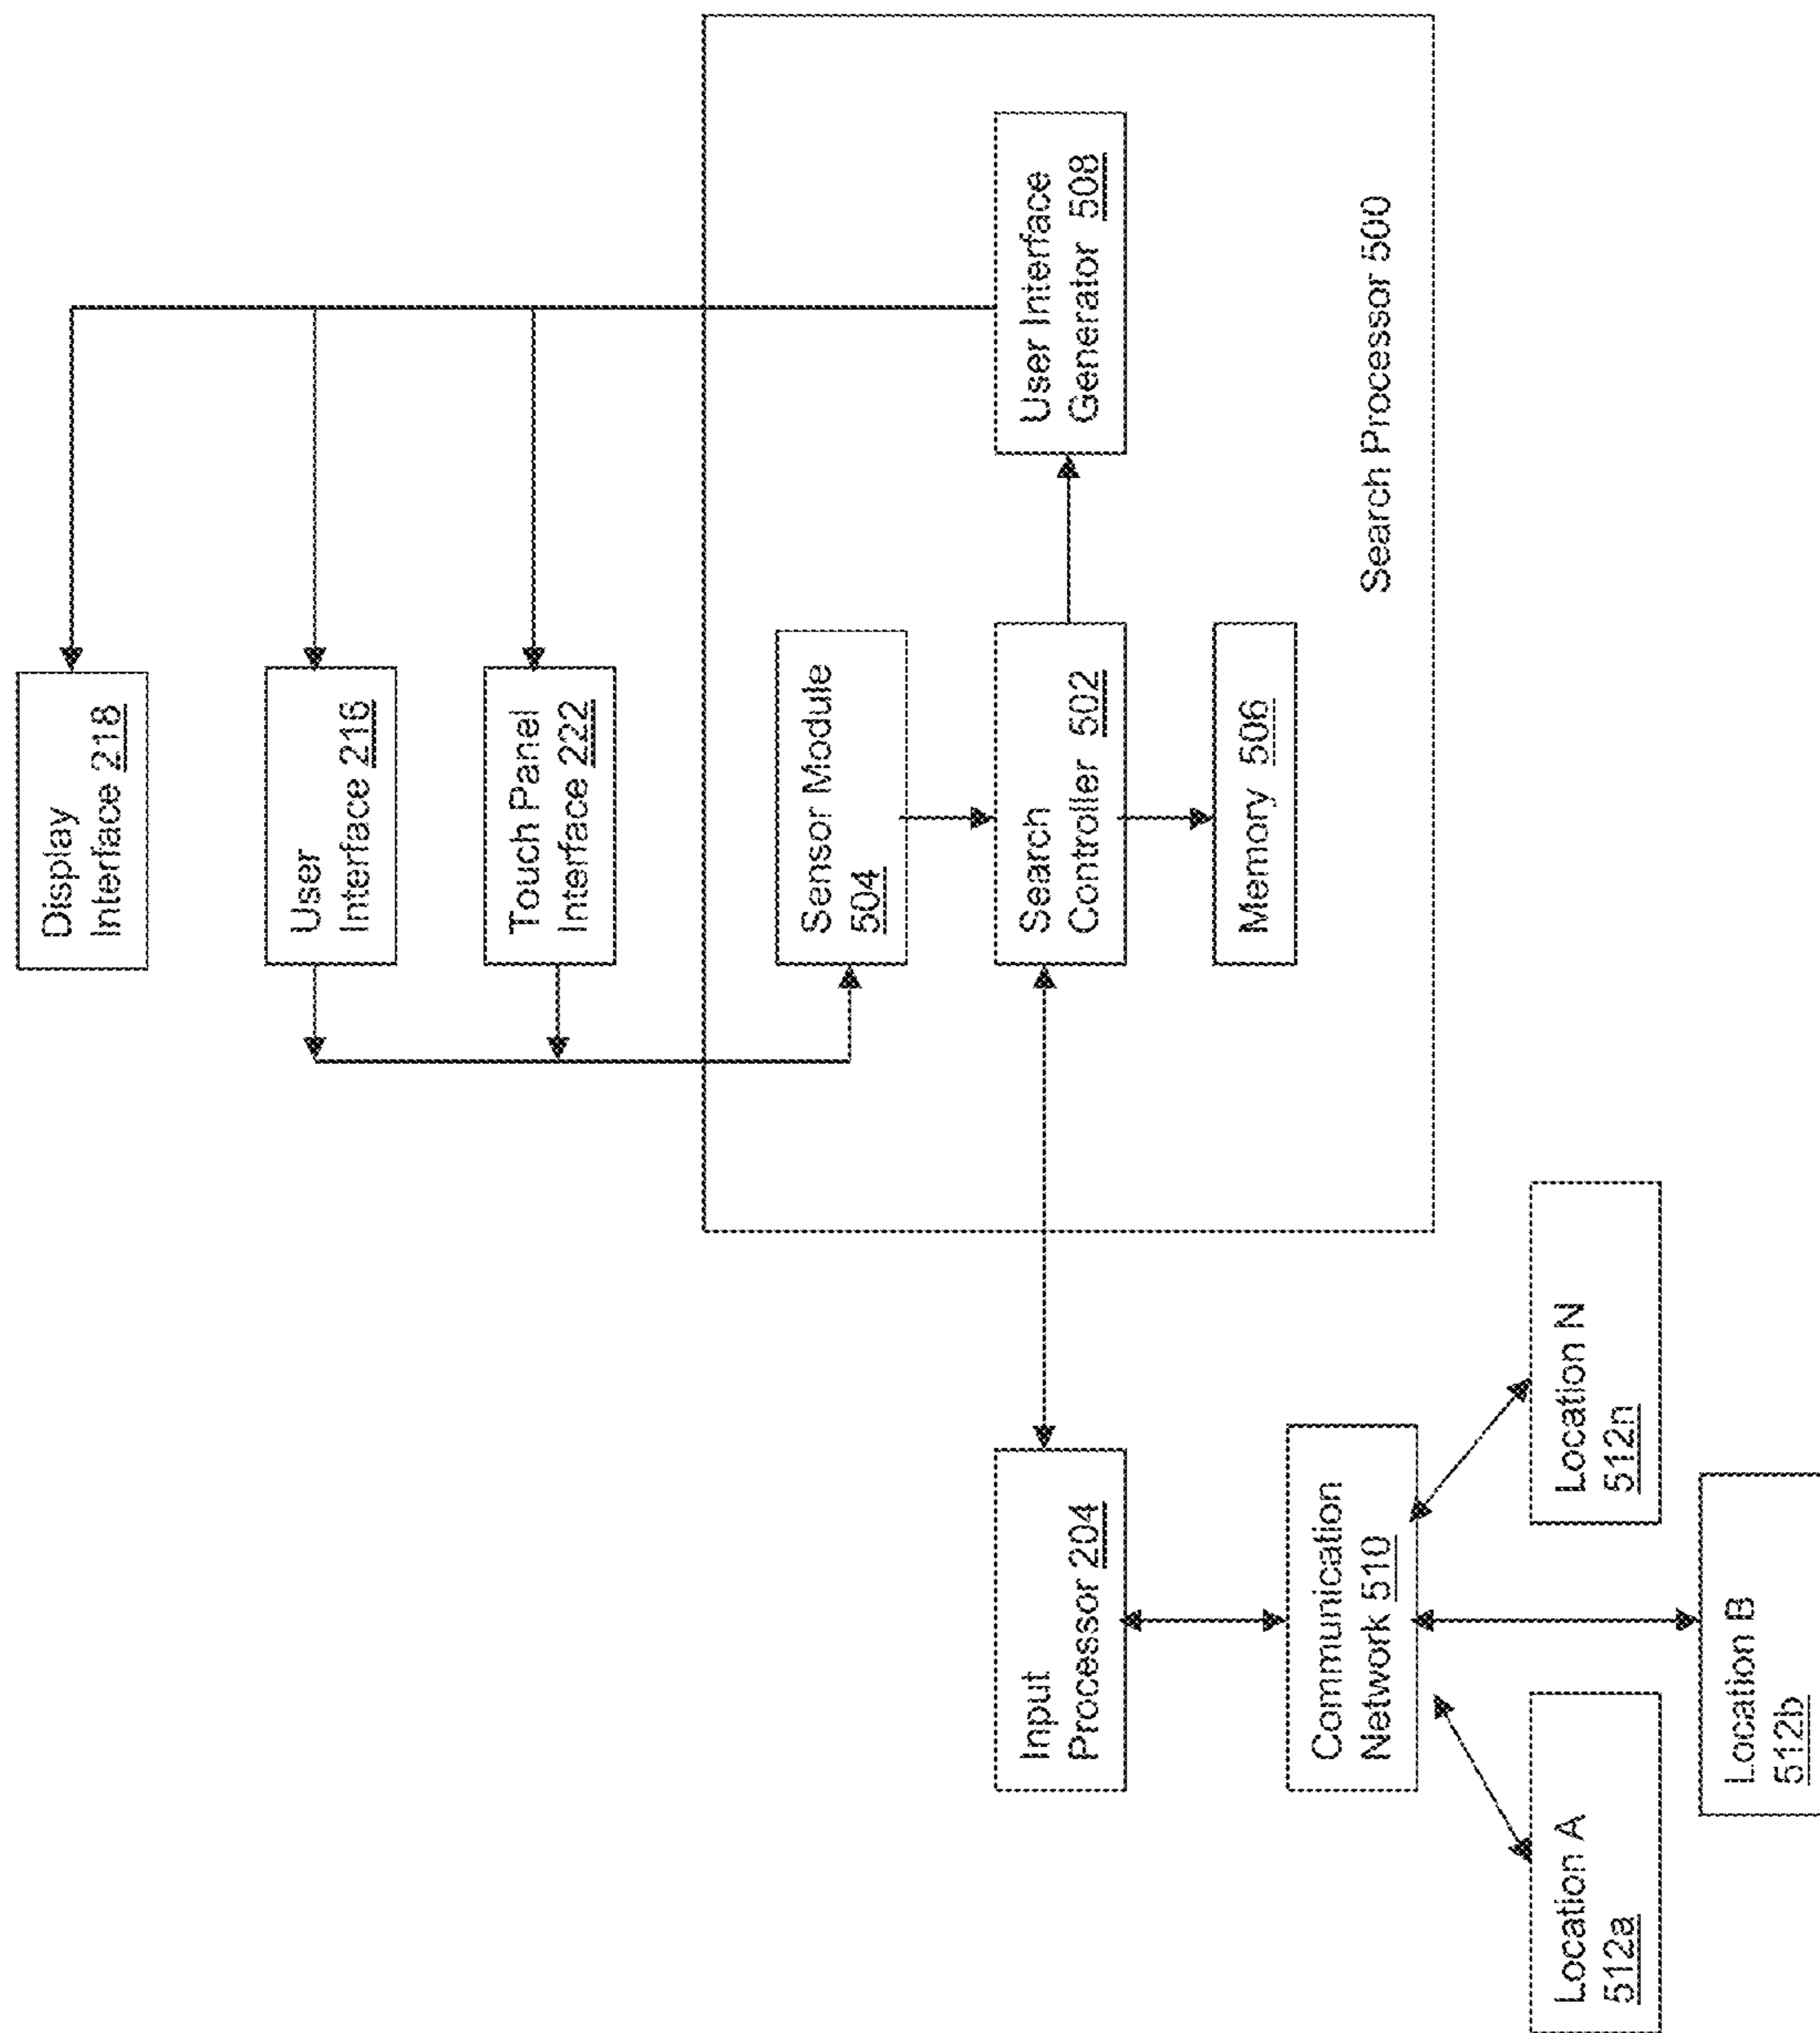 Display
Interface 218
User
Interface 216
Touch Panel
Interface 222
Sensor Module
504
Search
Controller 502
Memory 506
User Interface
Generator 508
Search Processor 500
Input
Processor 204
Communication
Network 510
Location A
512a
Location B
512b
Location N
512n